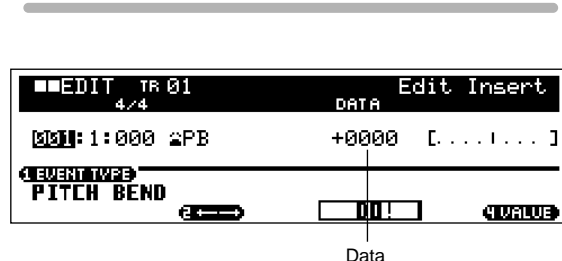 EDIT TR 01 Edit Insert
4/4 DATA
001:1:000 PB +0000 [....ı... ]
1 EVENT TYPE
PITCH BEND
2 DO! 4 VALUE
Data